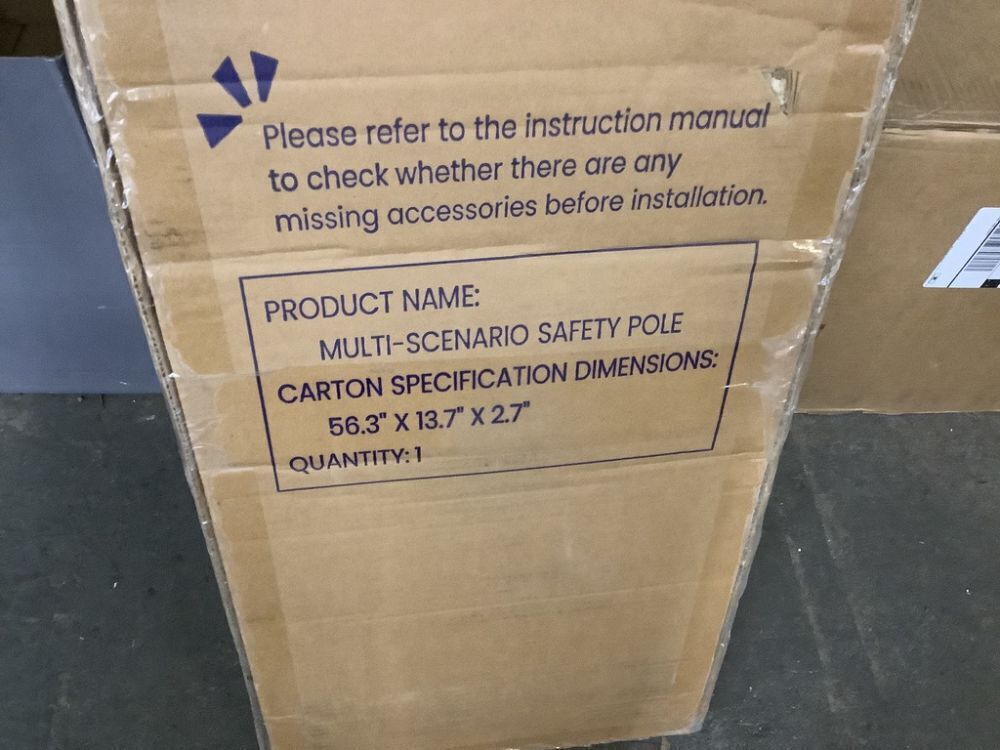 Please refer to the instruction manual
to check whether there are any
missing accessories before installation.
PRODUCT NAME:
MULTI-SCENARIO SAFETY POLE
CARTON SPECIFICATION DIMENSIONS:
56.3" X 13.7" X 2.7"
QUANTITY: 1